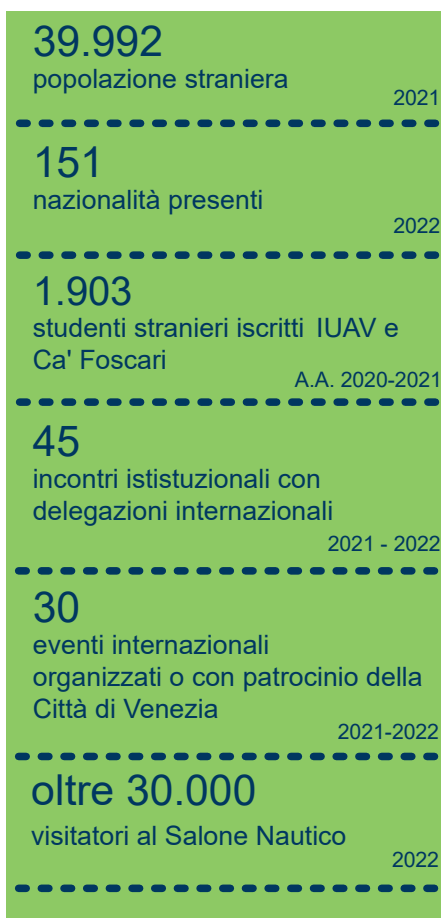 39.992
popolazione straniera
2021
151
nazionalità presenti
2022
1.903
studenti stranieri iscritti IUAV e
Ca' Foscari
A.A. 2020-2021
45
incontri ististuzionali con
delegazioni internazionali
2021 - 2022
30
eventi internazionali
organizzati o con patrocinio della
Città di Venezia
2021-2022
oltre 30.000
visitatori al Salone Nautico
2022